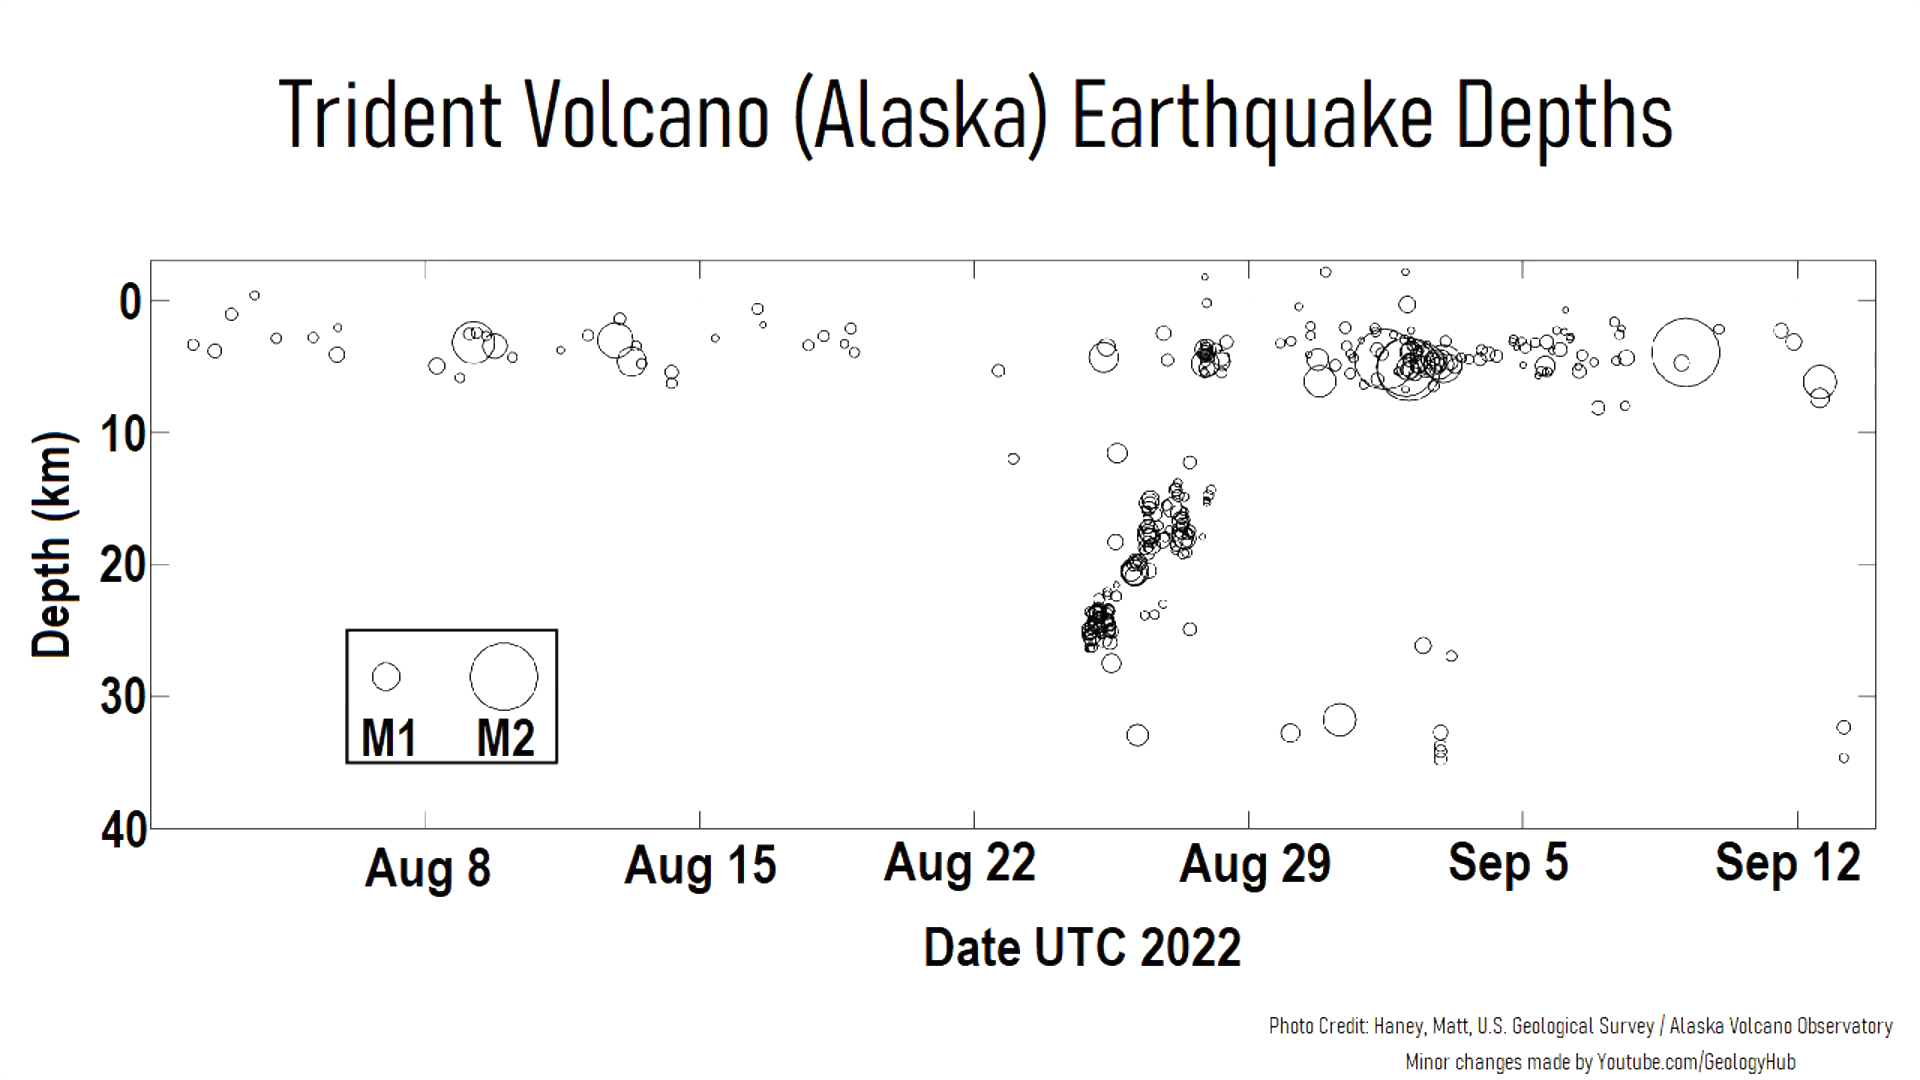 Trident Volcano (Alaska) Earthquake Depths
0
10
20
30
40
Depth (km)
M1 M2
Aug 8 Aug 15 Aug 22 Aug 29 Sep 5 Sep 12
Date UTC 2022
Photo Credit: Haney, Matt, U.S. Geological Survey / Alaska Volcano Observatory
Minor changes made by Youtube.com/GeologyHub